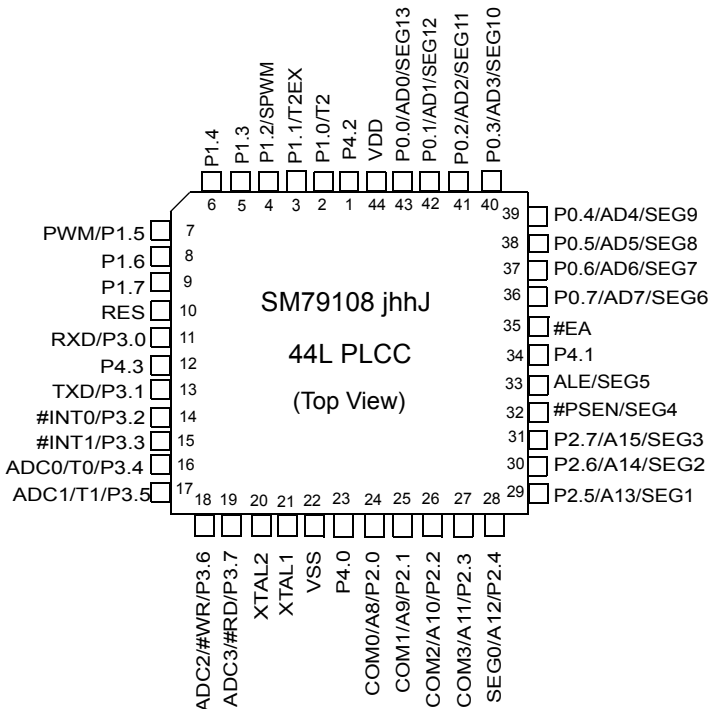 P1.4
P1.3
P1.2/SPWM
P1.1/T2EX
P1.0/T2
P4.2
VDD
P0.0/AD0/SEG13
P0.1/AD1/SEG12
P0.2/AD2/SEG11
P0.3/AD3/SEG10
6 5 4 3 2 1 44 43 42 41 40
PWM/P1.5 7
P1.6 8
P1.7 9
RES 10
RXD/P3.0 11
P4.3 12
TXD/P3.1 13
#INT0/P3.2 14
#INT1/P3.3 15
ADC0/T0/P3.4 16
ADC1/T1/P3.5 17
SM79108 jhhJ
44L PLCC
(Top View)
39 P0.4/AD4/SEG9
38 P0.5/AD5/SEG8
37 P0.6/AD6/SEG7
36 P0.7/AD7/SEG6
35 #EA
34 P4.1
33 ALE/SEG5
32 #PSEN/SEG4
31 P2.7/A15/SEG3
30 P2.6/A14/SEG2
29 P2.5/A13/SEG1
18 19 20 21 22 23 24 25 26 27 28
ADC2/#WR/P3.6
ADC3/#RD/P3.7
XTAL2
XTAL1
VSS
P4.0
COM0/A8/P2.0
COM1/A9/P2.1
COM2/A10/P2.2
COM3/A11/P2.3
SEG0/A12/P2.4